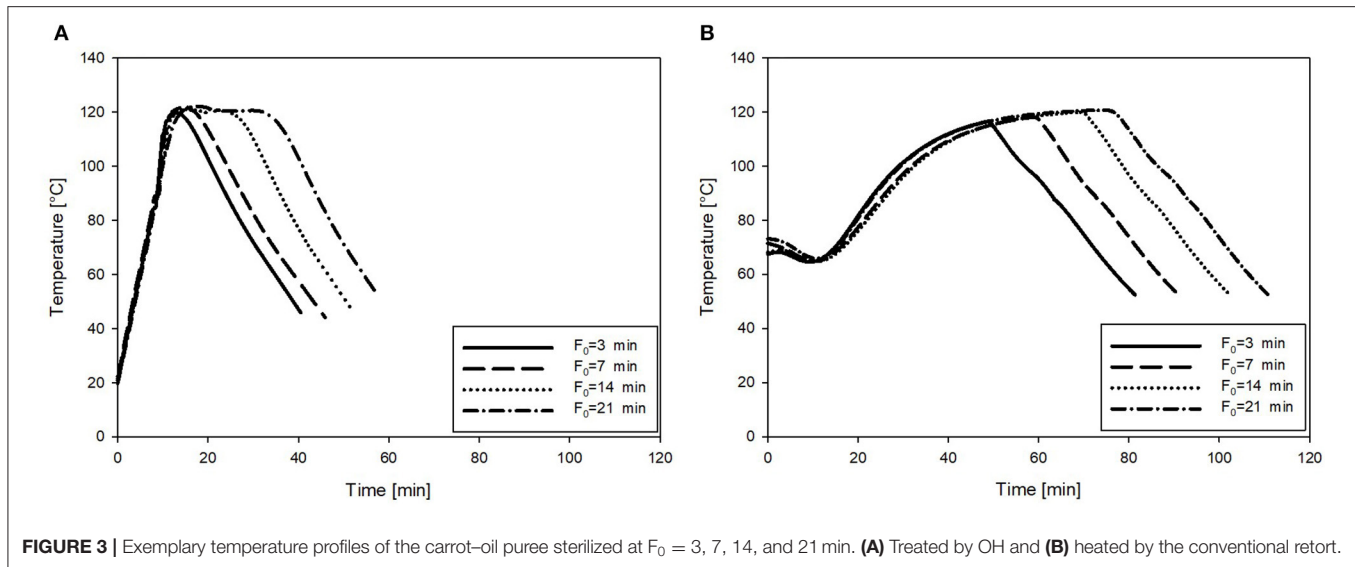 A
Temperature [°C]
140
120
100
80
60
40
20
0
0 20 40 60 80 100 120
Time [min]
F₀=3 min
F₀=7 min
F₀=14 min
F₀=21 min
B
Temperature [°C]
140
120
100
80
60
40
20
0
0 20 40 60 80 100 120
Time [min]
F₀=3 min
F₀=7 min
F₀=14 min
F₀=21 min
FIGURE 3 | Exemplary temperature profiles of the carrot–oil puree sterilized at F₀ = 3, 7, 14, and 21 min. (A) Treated by OH and (B) heated by the conventional retort.